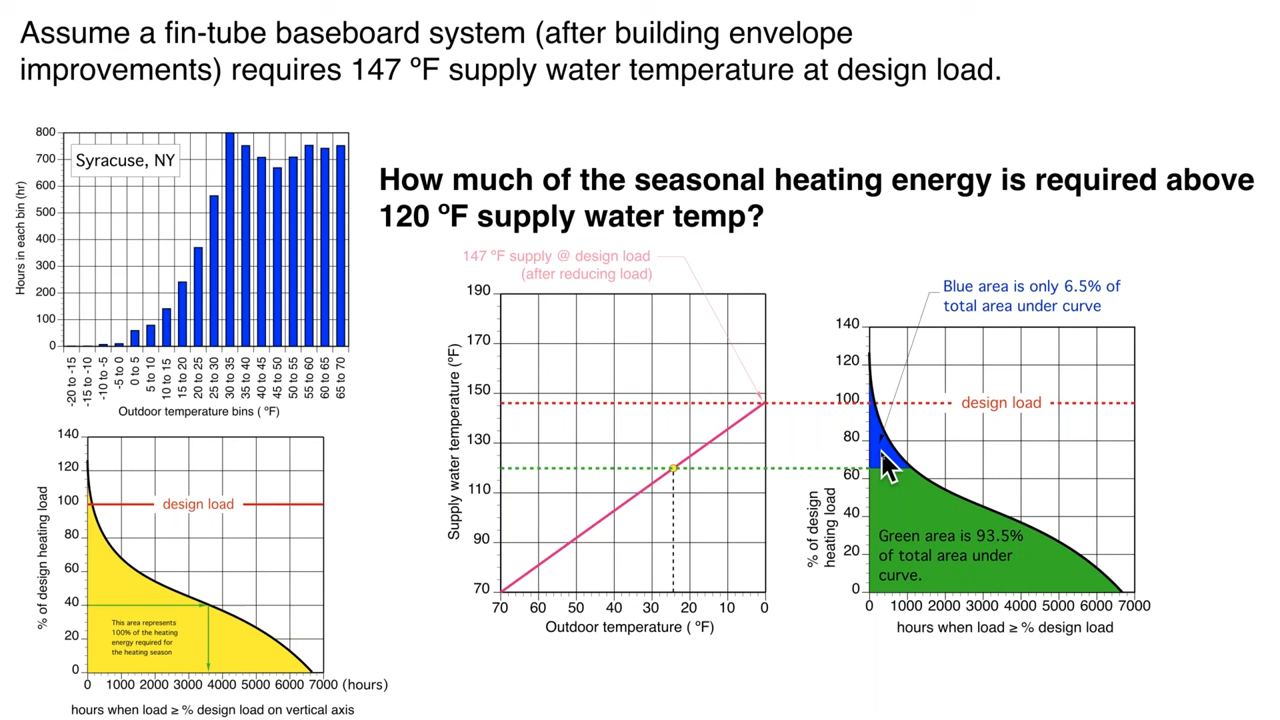 Assume a fin-tube baseboard system (after building envelope
improvements) requires 147 ºF supply water temperature at design load.
800
700
600
500
400
300
200
100
0
Hours in each bin (hr)
Syracuse, NY
-20 to -15
-15 to -10
-10 to -5
-5 to 0
0 to 5
5 to 10
10 to 15
15 to 20
20 to 25
25 to 30
30 to 35
35 to 40
40 to 45
45 to 50
50 to 55
55 to 60
60 to 65
65 to 70
Outdoor temperature bins ( ºF)
How much of the seasonal heating energy is required above
120 ºF supply water temp?
147 ºF supply @ design load
(after reducing load)
190
170
150
130
110
90
70
Supply water temperature (ºF)
70 60 50 40 30 20 10 0
Outdoor temperature ( ºF)
Blue area is only 6.5% of
total area under curve
140
120
100
80
60
40
20
0
% of design
heating load
design load
Green area is 93.5%
of total area under
curve.
0 1000 2000 3000 4000 5000 6000 7000
hours when load ≥ % design load
140
120
100
80
60
40
20
0
% of design heating load
design load
This area represents
100% of the heating
energy required for
the heating season
0 1000 2000 3000 4000 5000 6000 7000 (hours)
hours when load ≥ % design load on vertical axis